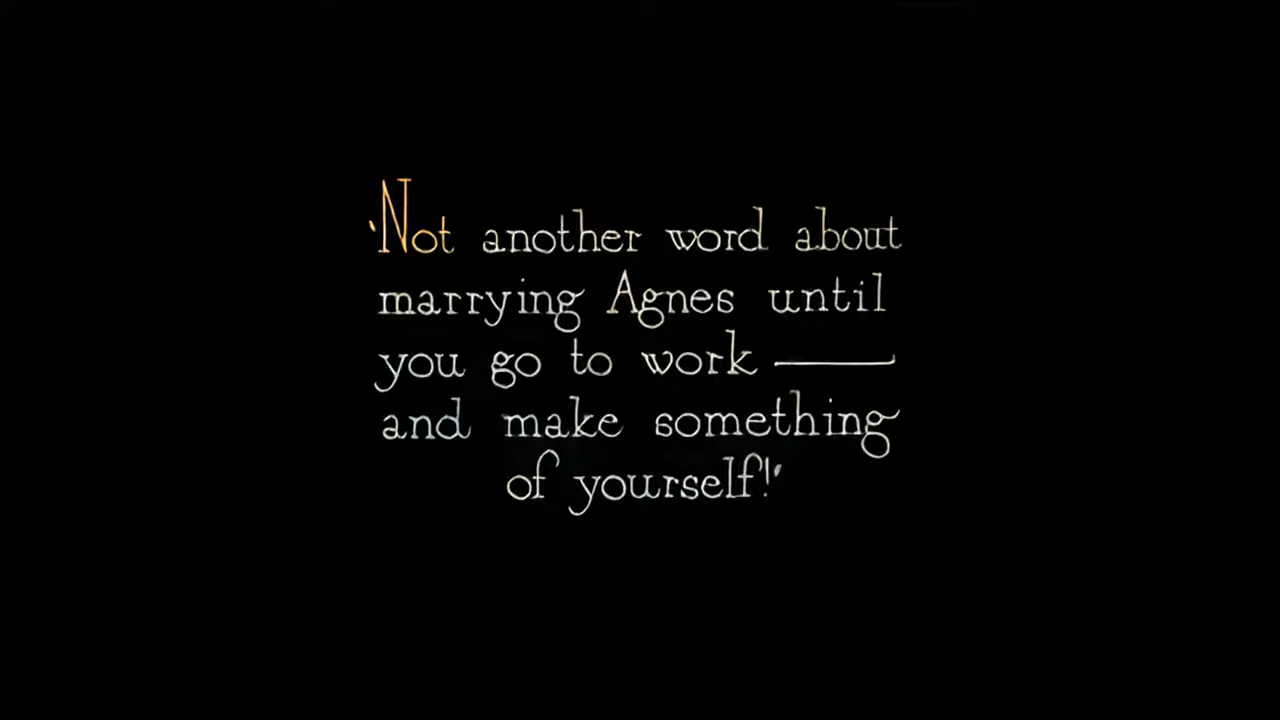 "Not another word about
marrying Agnes until
you go to work ——
and make something
of yourself!"